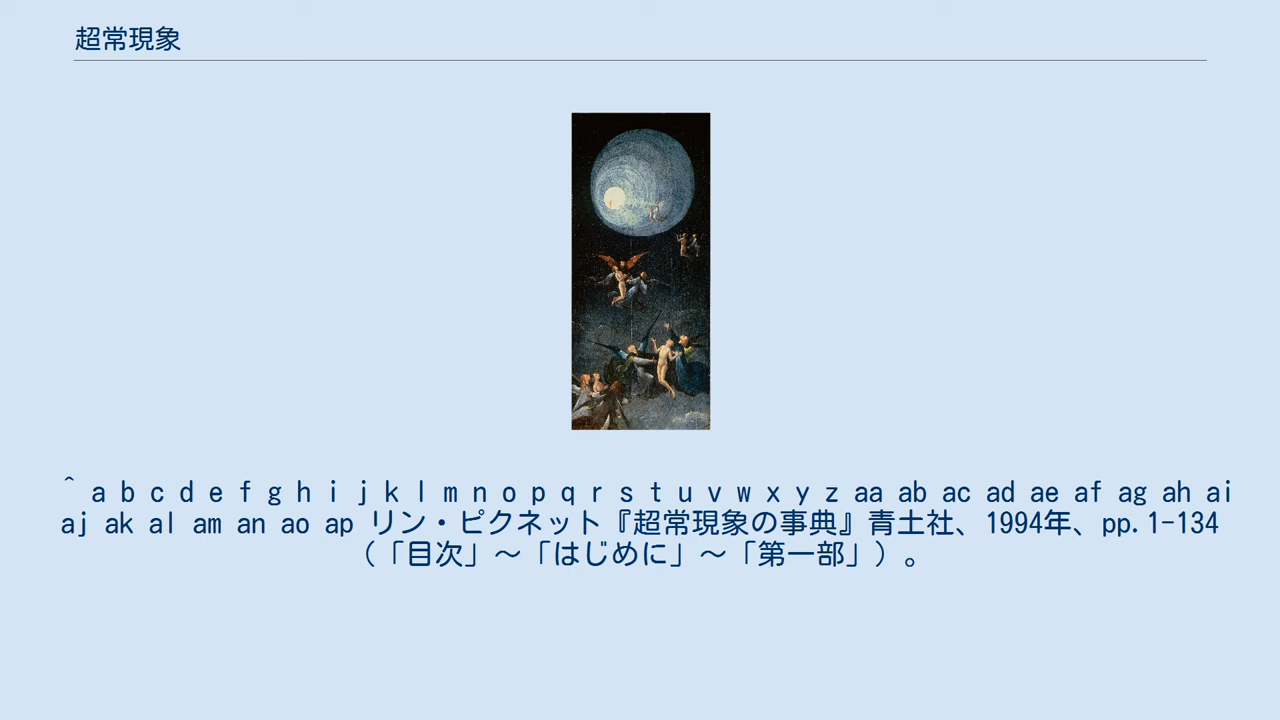 超常現象
^ a b c d e f g h i j k l m n o p q r s t u v w x y z aa ab ac ad ae af ag ah ai
aj ak al am an ao ap リン・ピクネット『超常現象の事典』青土社、1994年、pp.1-134
（「目次」～「はじめに」～「第一部」）。